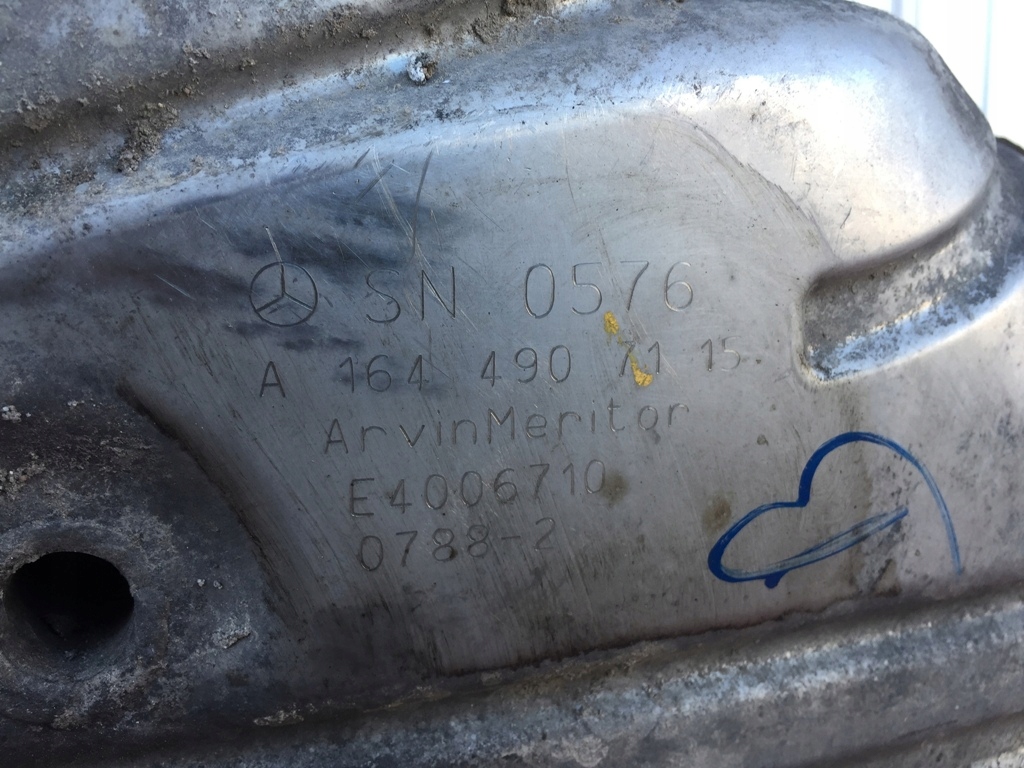 SN 0576
A 164 490 71 15
ArvinMeritor
E4006710
0788-2